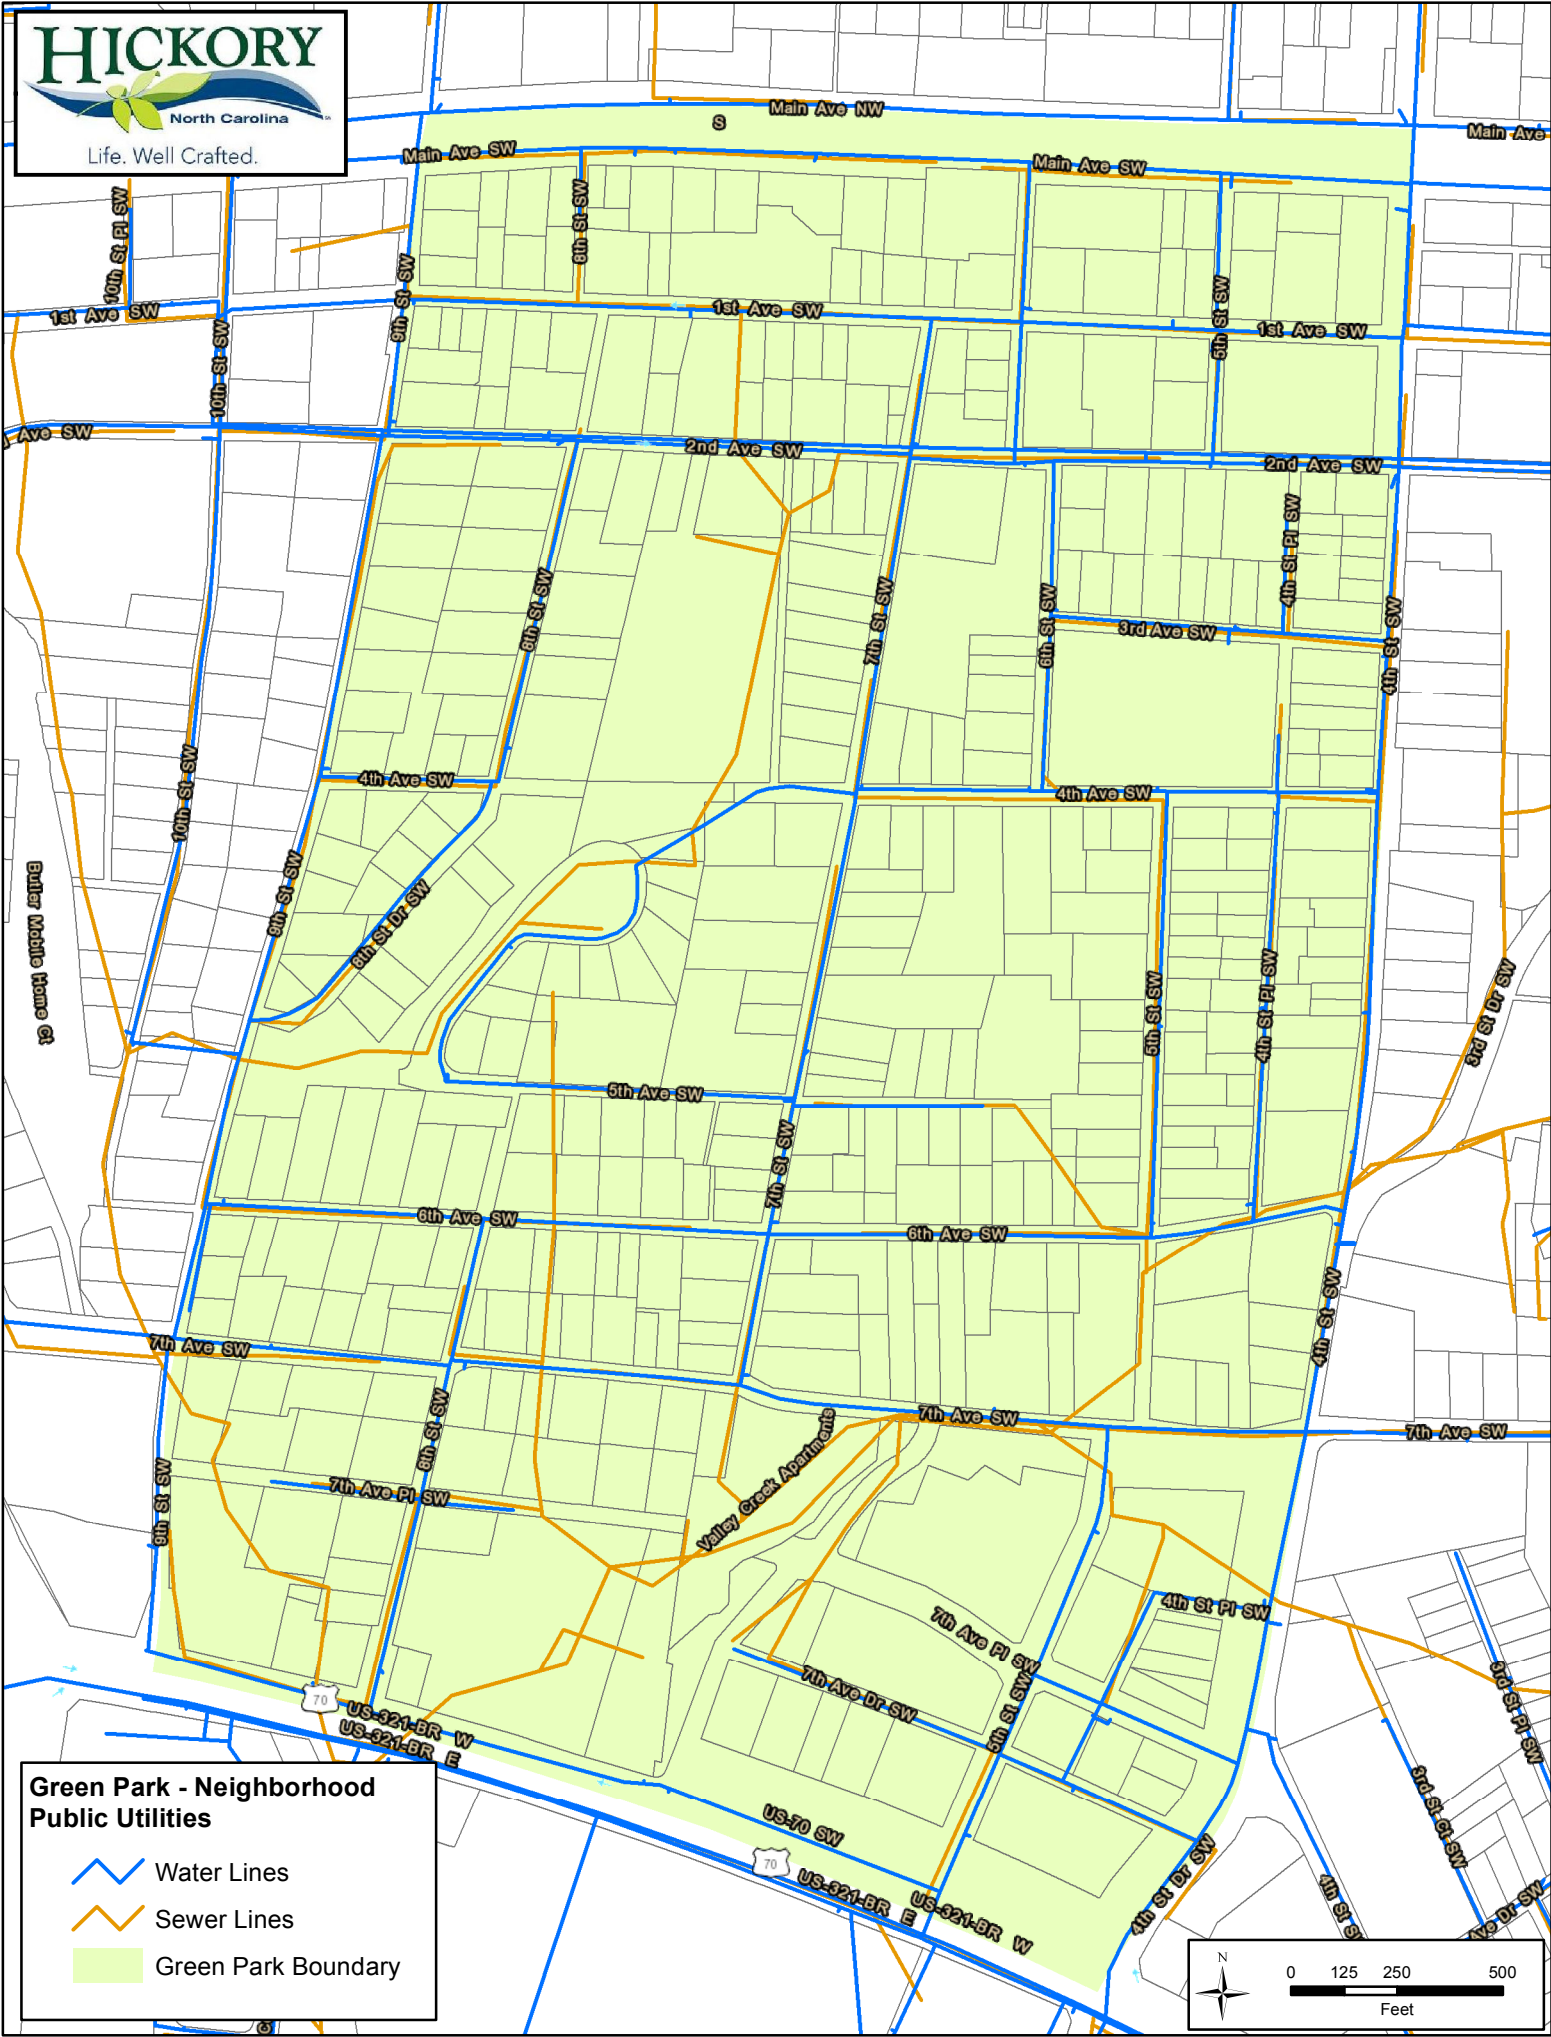 HICKORY
North Carolina
Life. Well Crafted.
Main Ave NW
S
Main Ave
Main Ave SW
Main Ave SW
10th St Pl SW
8th St SW
9th St SW
5th St SW
1st Ave SW
1st Ave SW
1st Ave SW
10th St SW
Ave SW
2nd Ave SW
2nd Ave SW
4th St Pl SW
8th St SW
7th St SW
6th St SW
3rd Ave SW
4th St SW
10th St SW
4th Ave SW
4th Ave SW
Butler Mobile Home Ct
9th St SW
8th St Dr SW
5th St SW
4th St Pl SW
3rd St Dr SW
5th Ave SW
7th St SW
6th Ave SW
6th Ave SW
4th St SW
7th Ave SW
8th St SW
7th Ave SW
7th Ave SW
Valley Creek Apartments
9th St SW
7th Ave Pl SW
7th Ave Pl SW
4th St Pl SW
7th Ave Dr SW
5th St SW
3rd St Pl SW
70
US-321-BR W
US-321-BR E
3rd St Ct SW
US-70 SW
70
US-321-BR E
US-321-BR W
4th St Dr SW
4th St S
Ave Dr SW
Green Park - Neighborhood
Public Utilities
Water Lines
Sewer Lines
Green Park Boundary
N
0 125 250 500
Feet